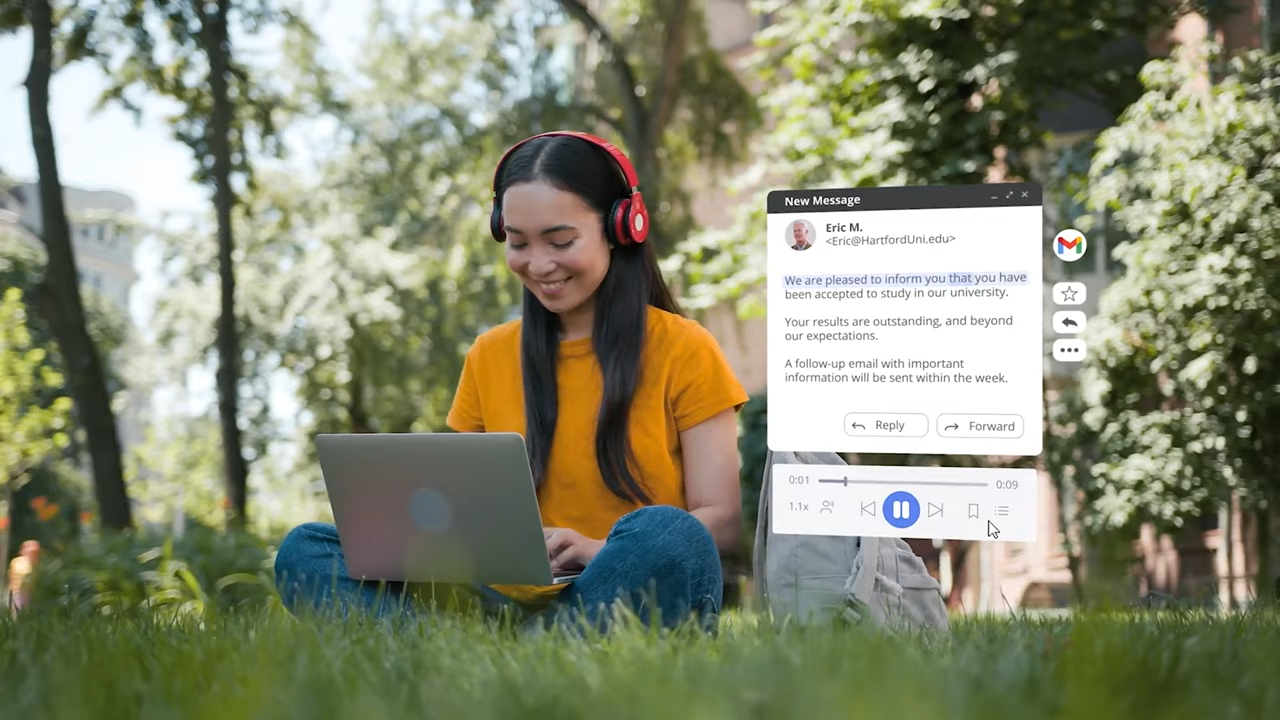 New Message
Eric M.
<Eric@HartfordUni.edu>
We are pleased to inform you that you have
been accepted to study in our university.
Your results are outstanding, and beyond
our expectations.
A follow-up email with important
information will be sent within the week.
Reply
Forward
0:01
0:09
1.1x